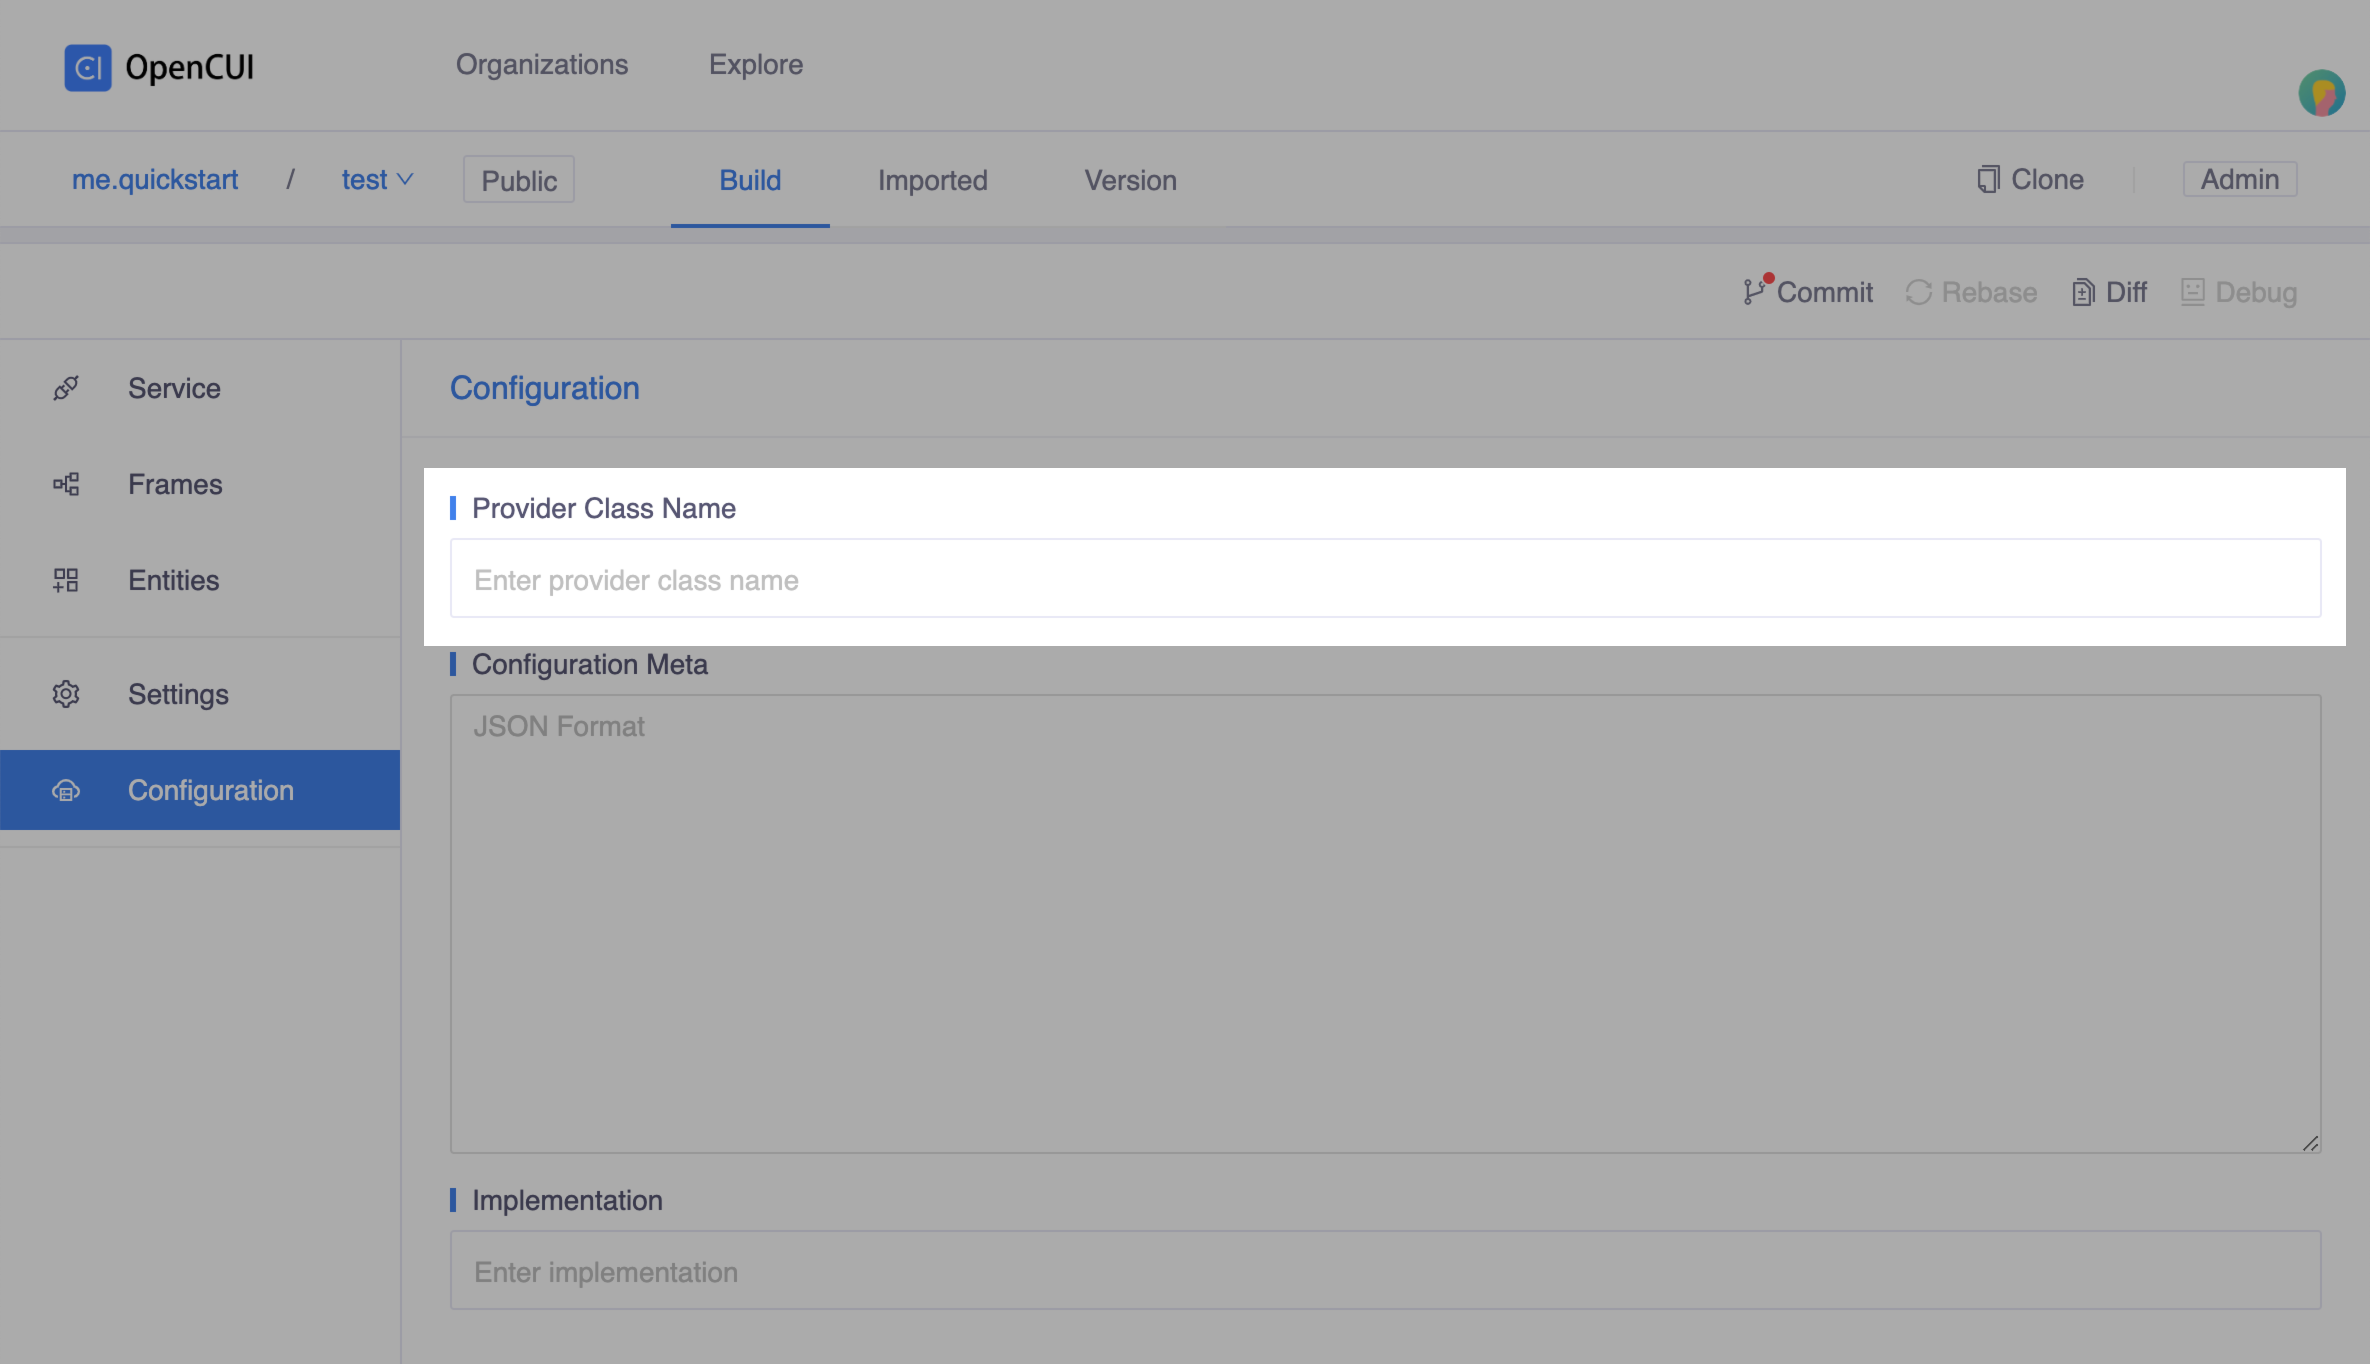 OpenCUI
Organizations
Explore
me.quickstart / test
Public
Build
Imported
Version
Clone
Admin
Commit
Rebase
Diff
Debug
Service
Frames
Entities
Settings
Configuration
Configuration
Provider Class Name
Enter provider class name
Configuration Meta
JSON Format
Implementation
Enter implementation